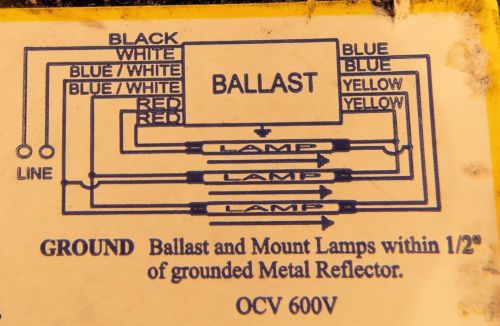 BLACK
WHITE
BLUE / WHITE
BLUE / WHITE
RED
RED
BALLAST
BLUE
BLUE
YELLOW
YELLOW
LINE
LAMP
LAMP
LAMP
GROUND Ballast and Mount Lamps within 1/2"
of grounded Metal Reflector.
OCV 600V